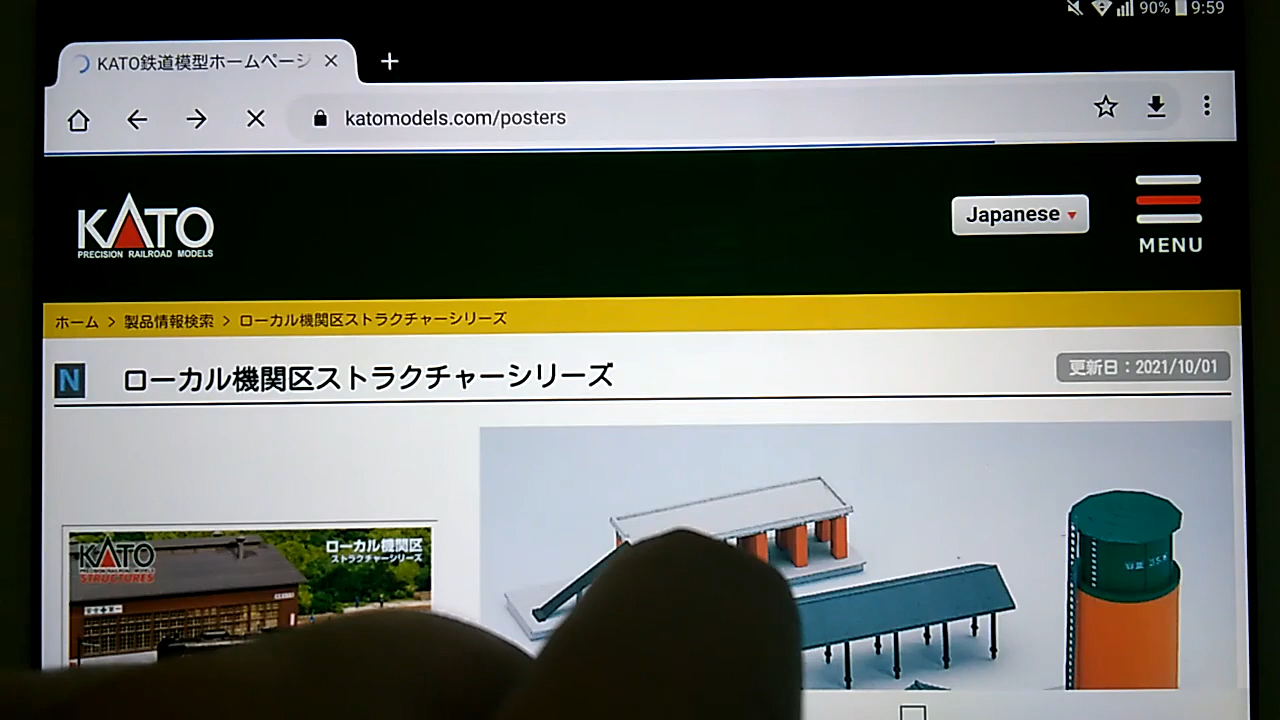 90% 9:59
KATO鉄道模型ホームページ
katomodels.com/posters
KATO
PRECISION RAILROAD MODELS
Japanese
MENU
ホーム > 製品情報検索 > ローカル機関区ストラクチャーシリーズ
N ローカル機関区ストラクチャーシリーズ
更新日：2021/10/01
KATO
PRECISION RAILROAD MODELS
STRUCTURES
ローカル機関区
ストラクチャーシリーズ